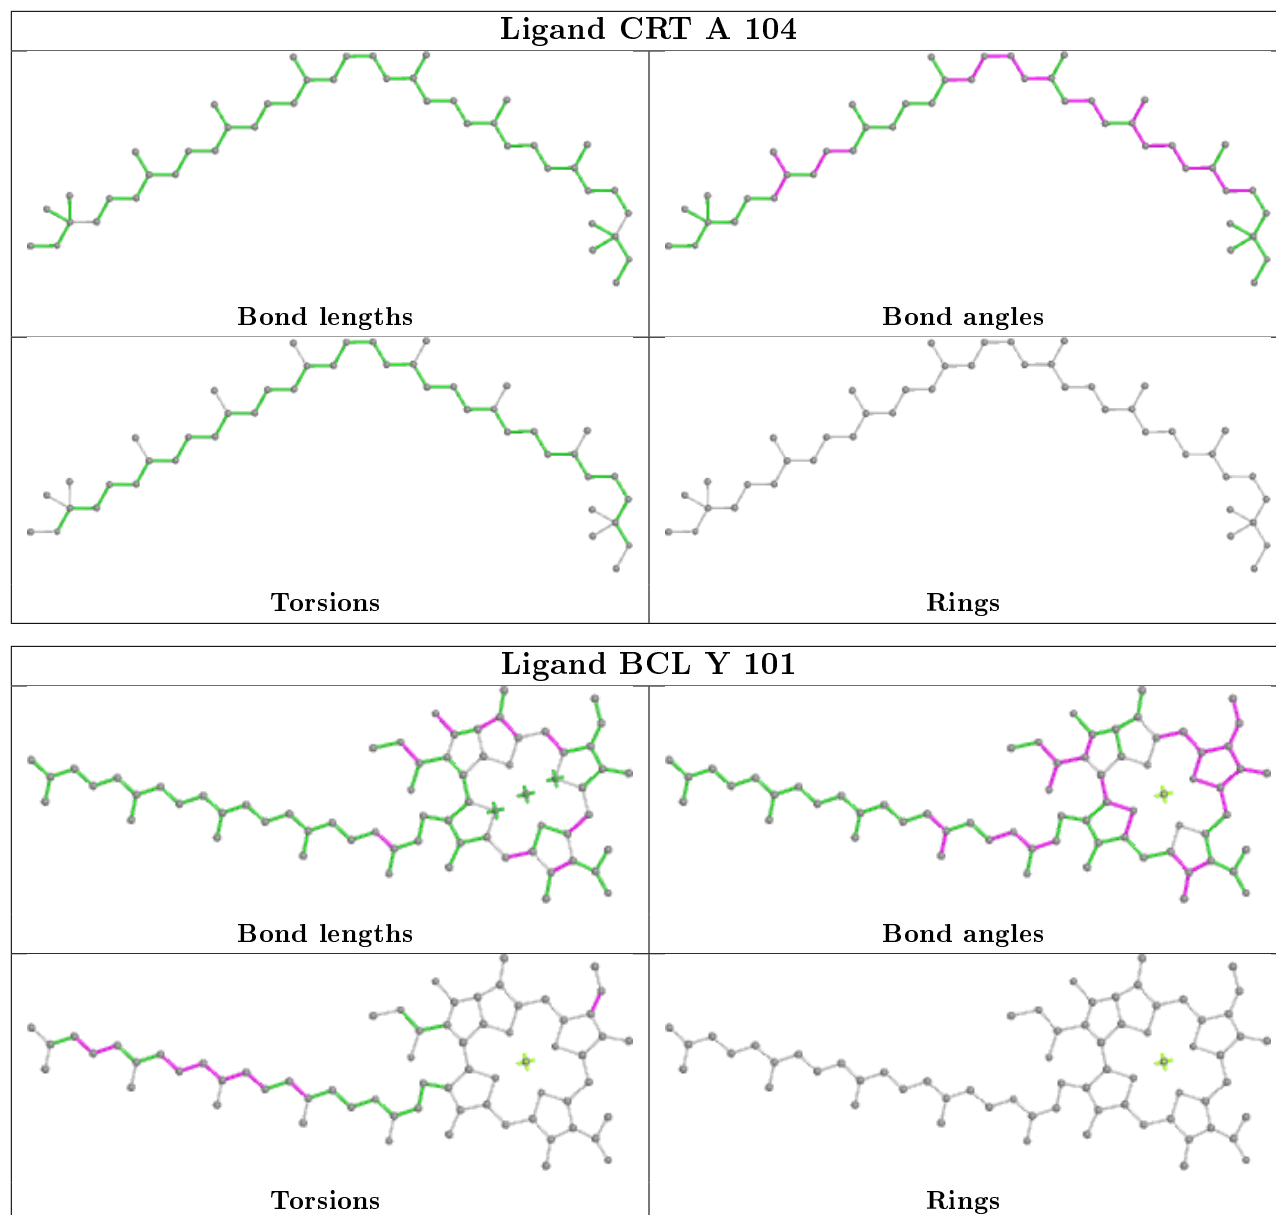 Ligand CRT A 104
Bond lengths
Bond angles
Torsions
Rings
Ligand BCL Y 101
Bond lengths
Bond angles
Torsions
Rings